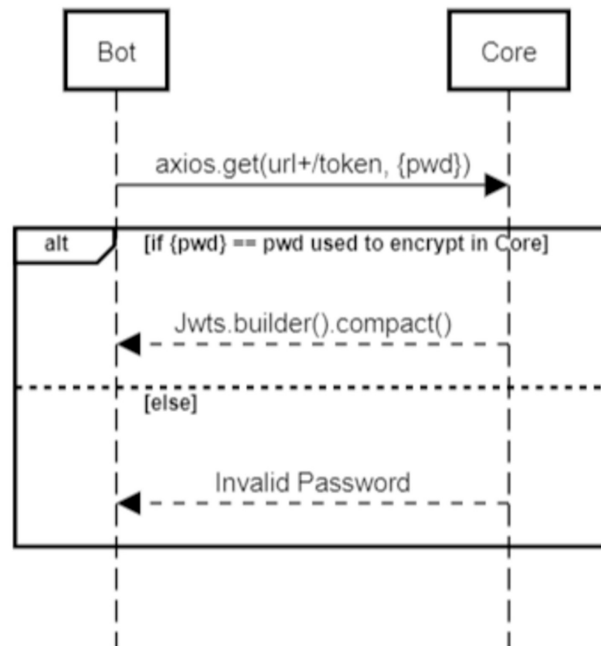 Bot
Core
axios.get(url+/token, {pwd})
alt
[if {pwd} == pwd used to encrypt in Core]
Jwts.builder().compact()
[else]
Invalid Password